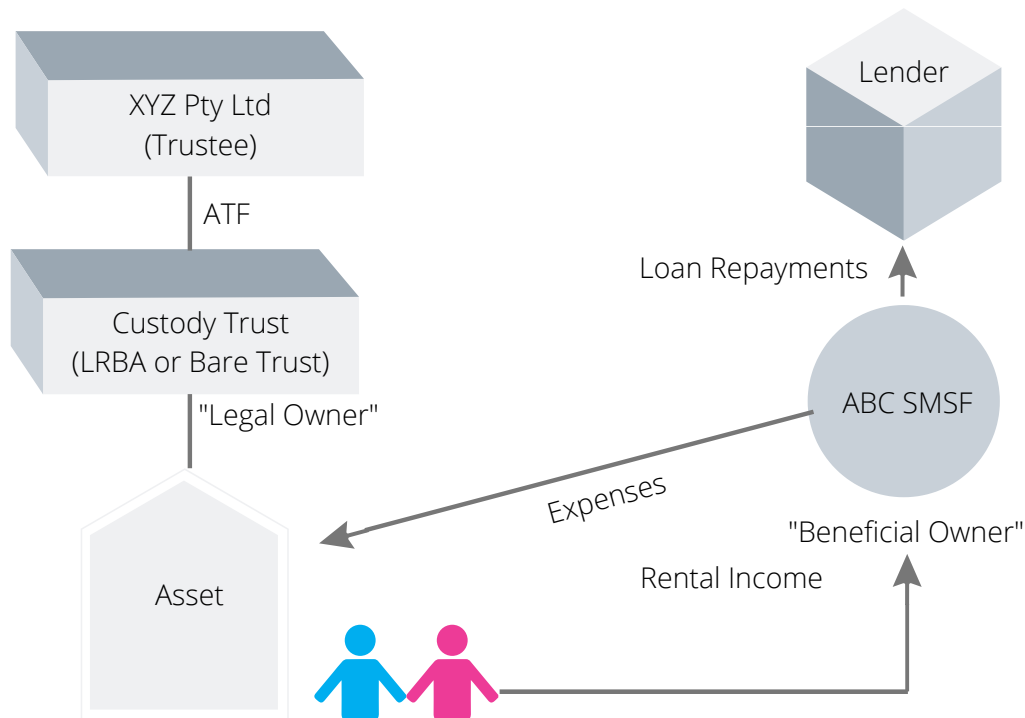 XYZ Pty Ltd
(Trustee)
ATF
Custody Trust
(LRBA or Bare Trust)
"Legal Owner"
Asset
Lender
Loan Repayments
ABC SMSF
Expenses
"Beneficial Owner"
Rental Income